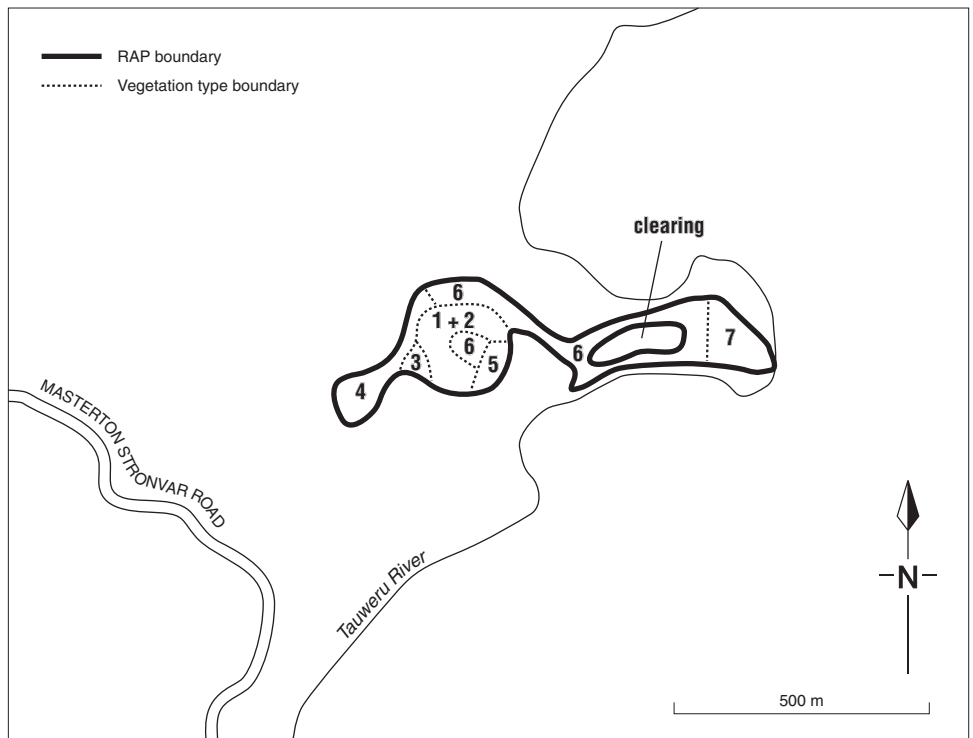 RAP boundary
Vegetation type boundary
clearing
6
1 + 2
6
6
7
3
5
4
MASTERTON STRONVAR ROAD
Tauweru River
N
500 m